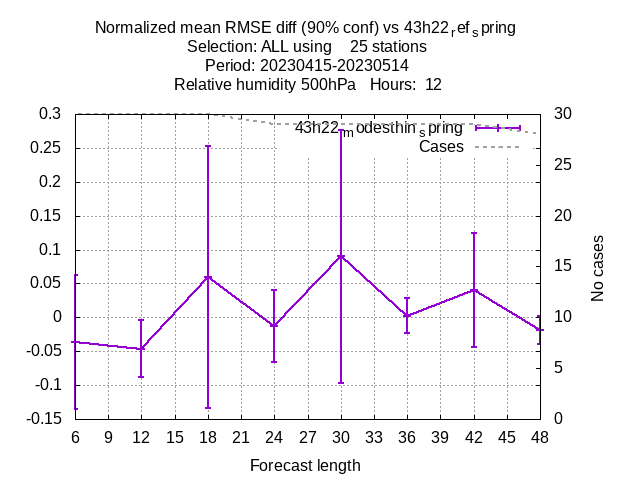 Normalized mean RMSE diff (90% conf) vs 43h22refspring
Selection: ALL using 25 stations
Period: 20230415-20230514
Relative humidity 500hPa Hours: 12
43h22modesthinspring
Cases
0.3
0.25
0.2
0.15
0.1
0.05
0
-0.05
-0.1
-0.15
30
25
20
15
10
5
0
No cases
6 9 12 15 18 21 24 27 30 33 36 39 42 45 48
Forecast length